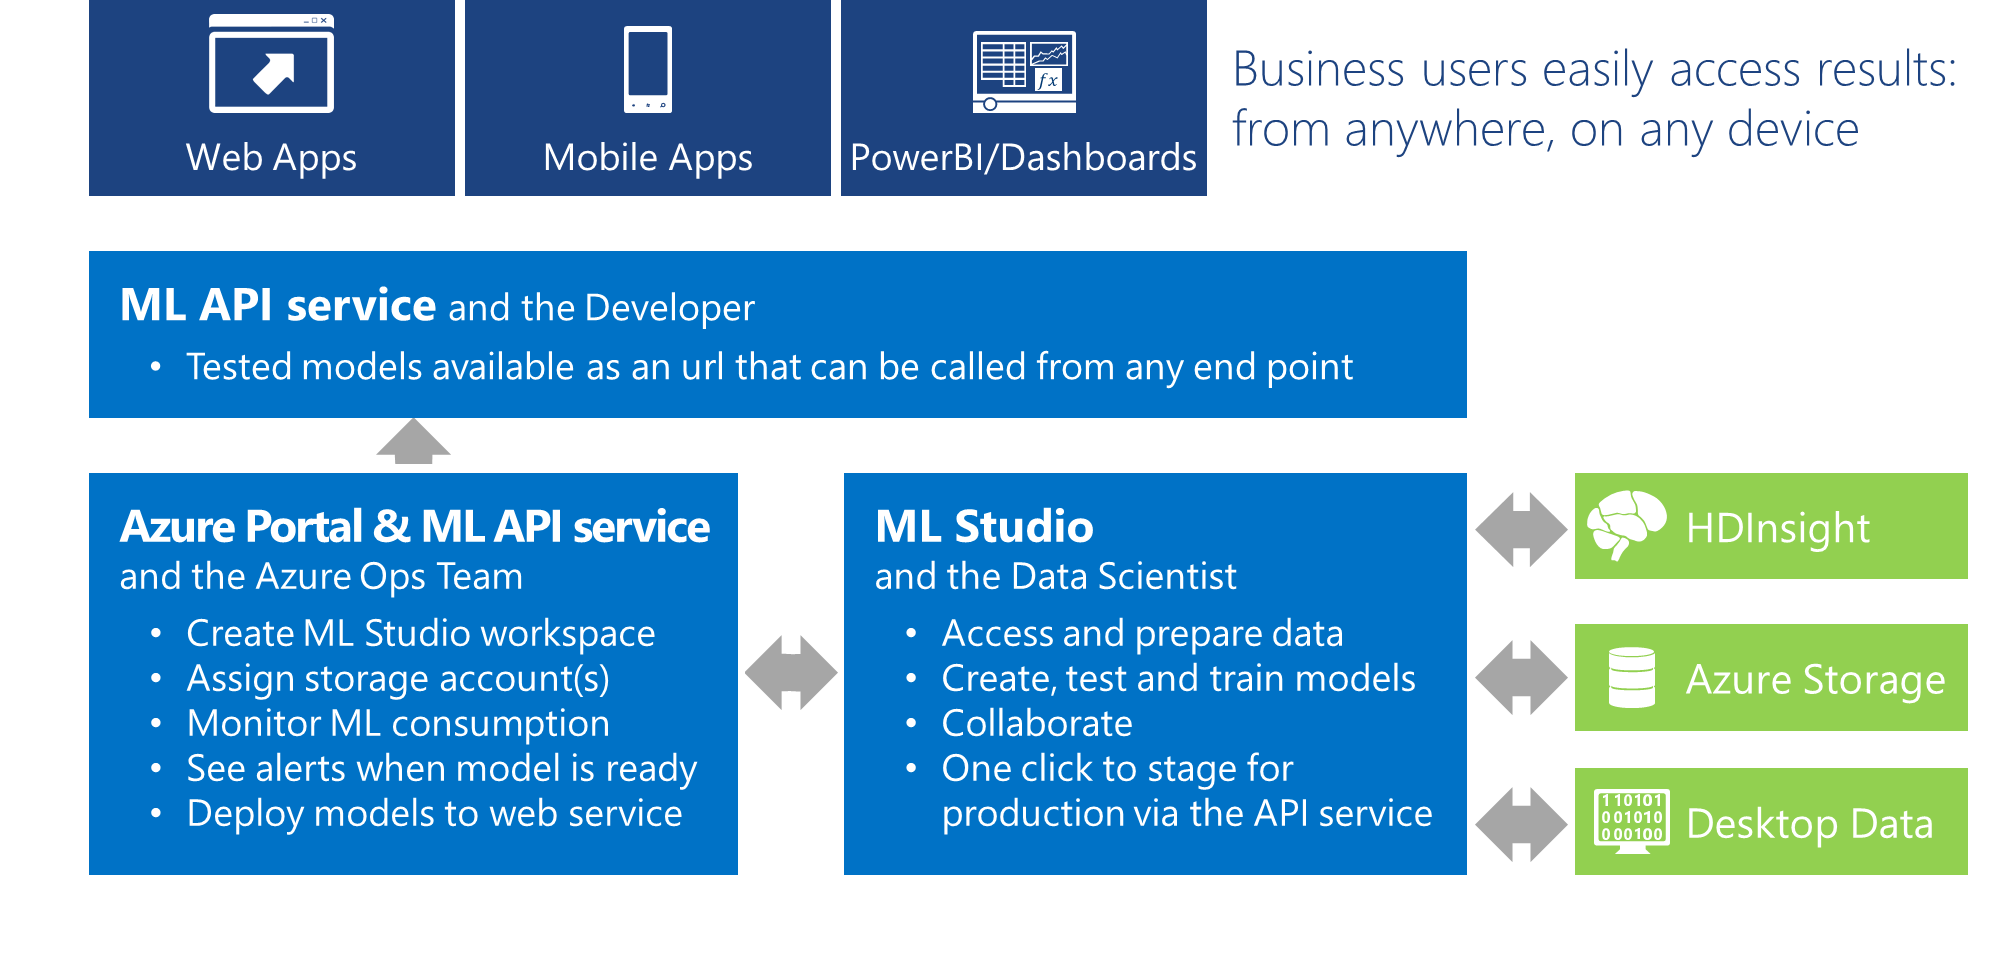 Web Apps
Mobile Apps
fx
PowerBI/Dashboards
Business users easily access results:
from anywhere, on any device
ML API service and the Developer
• Tested models available as an url that can be called from any end point
Azure Portal & ML API service
and the Azure Ops Team
• Create ML Studio workspace
• Assign storage account(s)
• Monitor ML consumption
• See alerts when model is ready
• Deploy models to web service
ML Studio
and the Data Scientist
• Access and prepare data
• Create, test and train models
• Collaborate
• One click to stage for
production via the API service
HDInsight
Azure Storage
110101
001010
000100
Desktop Data